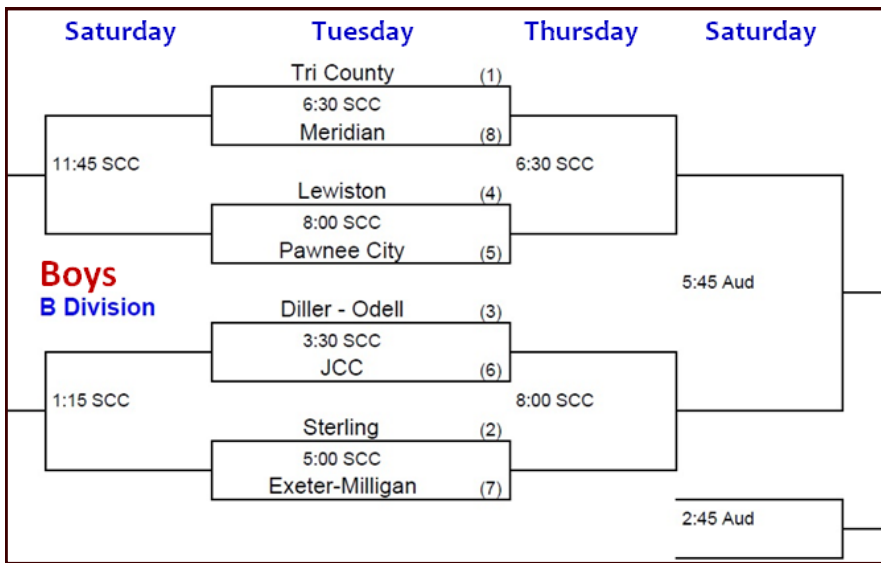 Saturday Tuesday Thursday Saturday
Tri County (1)
6:30 SCC
Meridian (8)
11:45 SCC 6:30 SCC
Lewiston (4)
8:00 SCC
Pawnee City (5)
Boys
B Division
5:45 Aud
Diller - Odell (3)
3:30 SCC
JCC (6)
1:15 SCC 8:00 SCC
Sterling (2)
5:00 SCC
Exeter-Milligan (7)
2:45 Aud